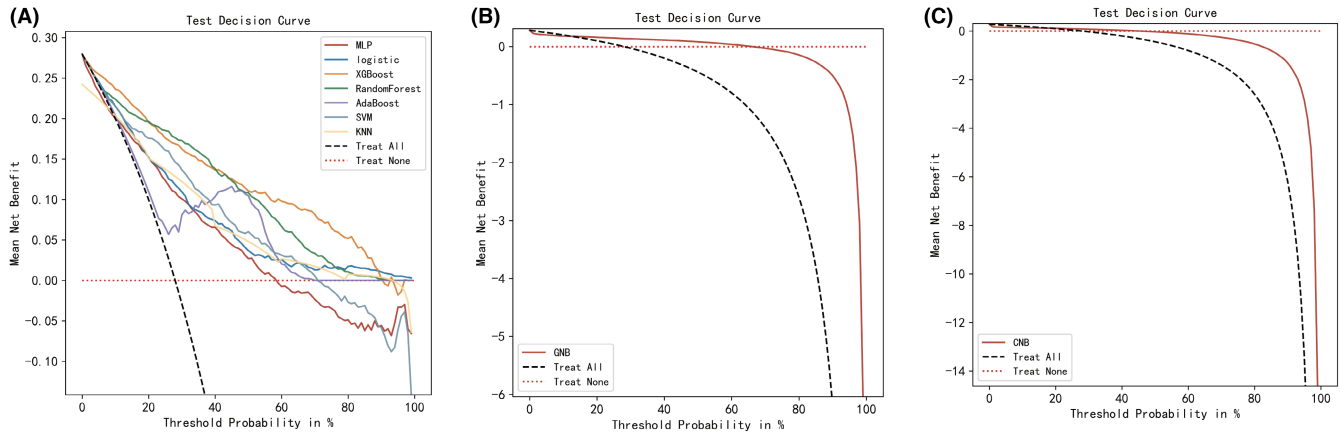 (A)
Test Decision Curve
Mean Net Benefit
0.30
0.25
0.20
0.15
0.10
0.05
0.00
-0.05
-0.10
MLP
logistic
XGBoost
RandomForest
AdaBoost
SVM
KNN
Treat All
Treat None
0 20 40 60 80 100
Threshold Probability in %
(B)
Test Decision Curve
Mean Net Benefit
0
-1
-2
-3
-4
-5
-6
GNB
Treat All
Treat None
0 20 40 60 80 100
Threshold Probability in %
(C)
Test Decision Curve
Mean Net Benefit
0
-2
-4
-6
-8
-10
-12
-14
CNB
Treat All
Treat None
0 20 40 60 80 100
Threshold Probability in %